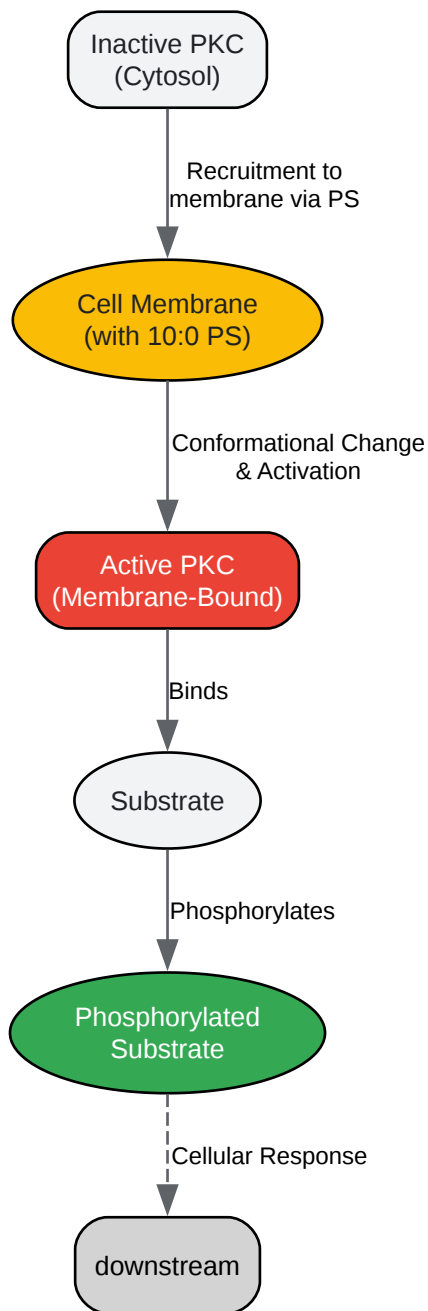 Inactive PKC
(Cytosol)
Recruitment to
membrane via PS
Cell Membrane
(with 10:0 PS)
Conformational Change
& Activation
Active PKC
(Membrane-Bound)
Binds
Substrate
Phosphorylates
Phosphorylated
Substrate
Cellular Response
downstream